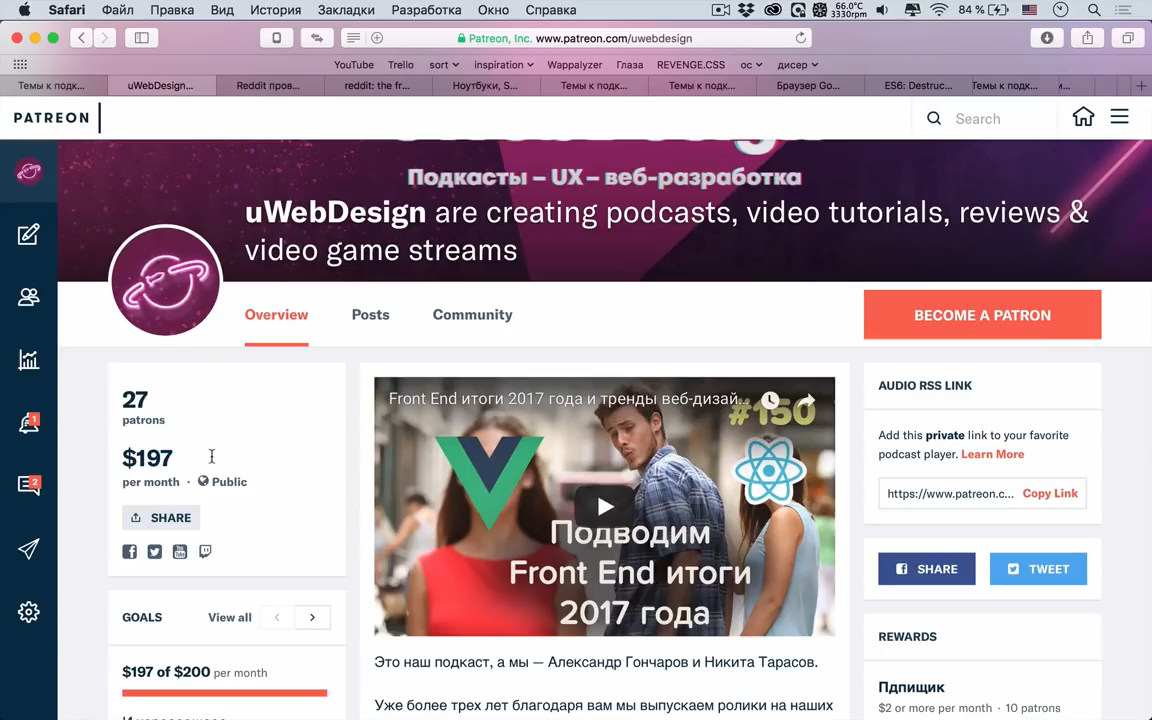 Safari Файл Правка Вид История Закладки Разработка Окно Справка 66.0°C 3330rpm 84 %
Patreon, Inc. www.patreon.com/uwebdesign
YouTube Trello sort inspiration Wappalyzer Глаза REVENGE.CSS ос дисер
Темы к подк... uWebDesign... Reddit пров... reddit: the fr... Ноутбуки, S... Темы к подк... Темы к подк... Браузер Go... ES6: Destruc... Темы к подк...
PATREON Search
Подкасты – UX – веб-разработка
uWebDesign are creating podcasts, video tutorials, reviews &
video game streams
Overview Posts Community BECOME A PATRON
27
patrons
$197
per month · Public
SHARE
GOALS View all
$197 of $200 per month
Front End итоги 2017 года и тренды веб-дизай...
#150
Подводим
Front End итоги
2017 года
Это наш подкаст, а мы — Александр Гончаров и Никита Тарасов.
Уже более трех лет благодаря вам мы выпускаем ролики на наших
AUDIO RSS LINK
Add this private link to your favorite
podcast player. Learn More
https://www.patreon.c... Copy Link
SHARE TWEET
REWARDS
Пдпищик
$2 or more per month · 10 patrons
1
2